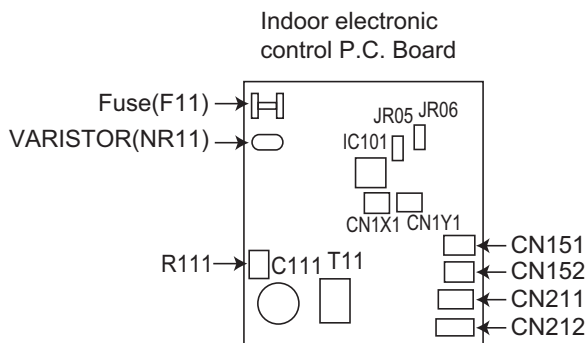 Indoor electronic
control P.C. Board
Fuse(F11)
VARISTOR(NR11)
JR05 JR06
IC101
CN1X1 CN1Y1
R111
C111 T11
CN151
CN152
CN211
CN212